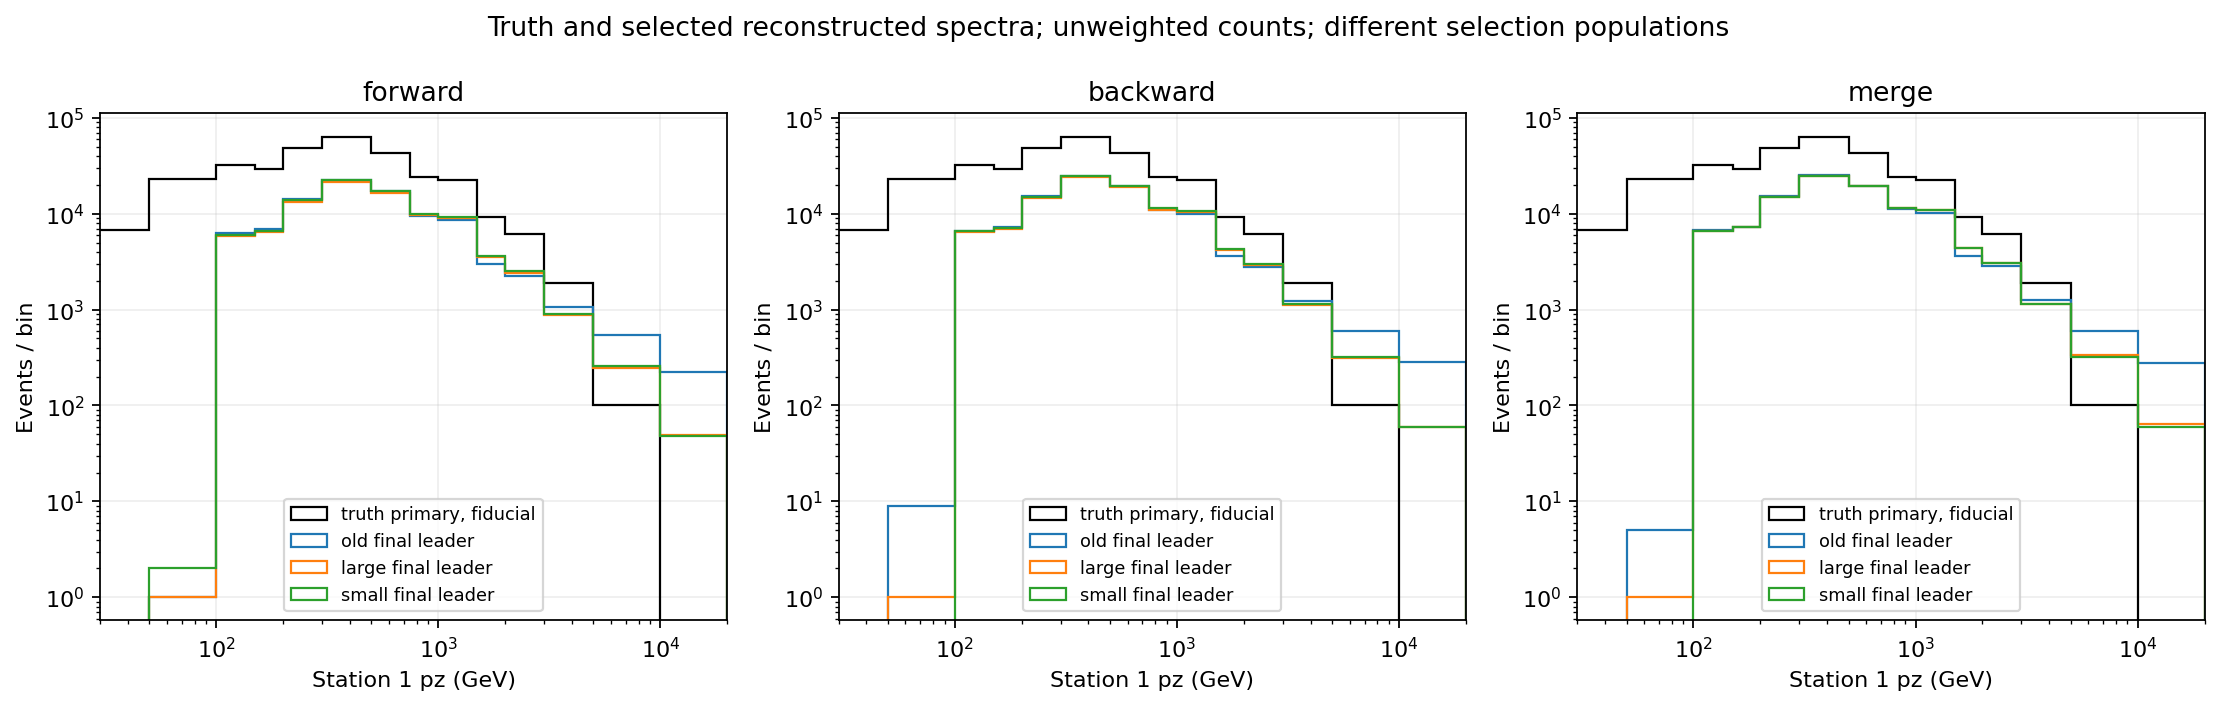 Truth and selected reconstructed spectra; unweighted counts; different selection populations
forward
Events / bin
10^5
10^4
10^3
10^2
10^1
10^0
truth primary, fiducial
old final leader
large final leader
small final leader
10^2 10^3 10^4
Station 1 pz (GeV)
backward
Events / bin
10^5
10^4
10^3
10^2
10^1
10^0
truth primary, fiducial
old final leader
large final leader
small final leader
10^2 10^3 10^4
Station 1 pz (GeV)
merge
Events / bin
10^5
10^4
10^3
10^2
10^1
10^0
truth primary, fiducial
old final leader
large final leader
small final leader
10^2 10^3 10^4
Station 1 pz (GeV)